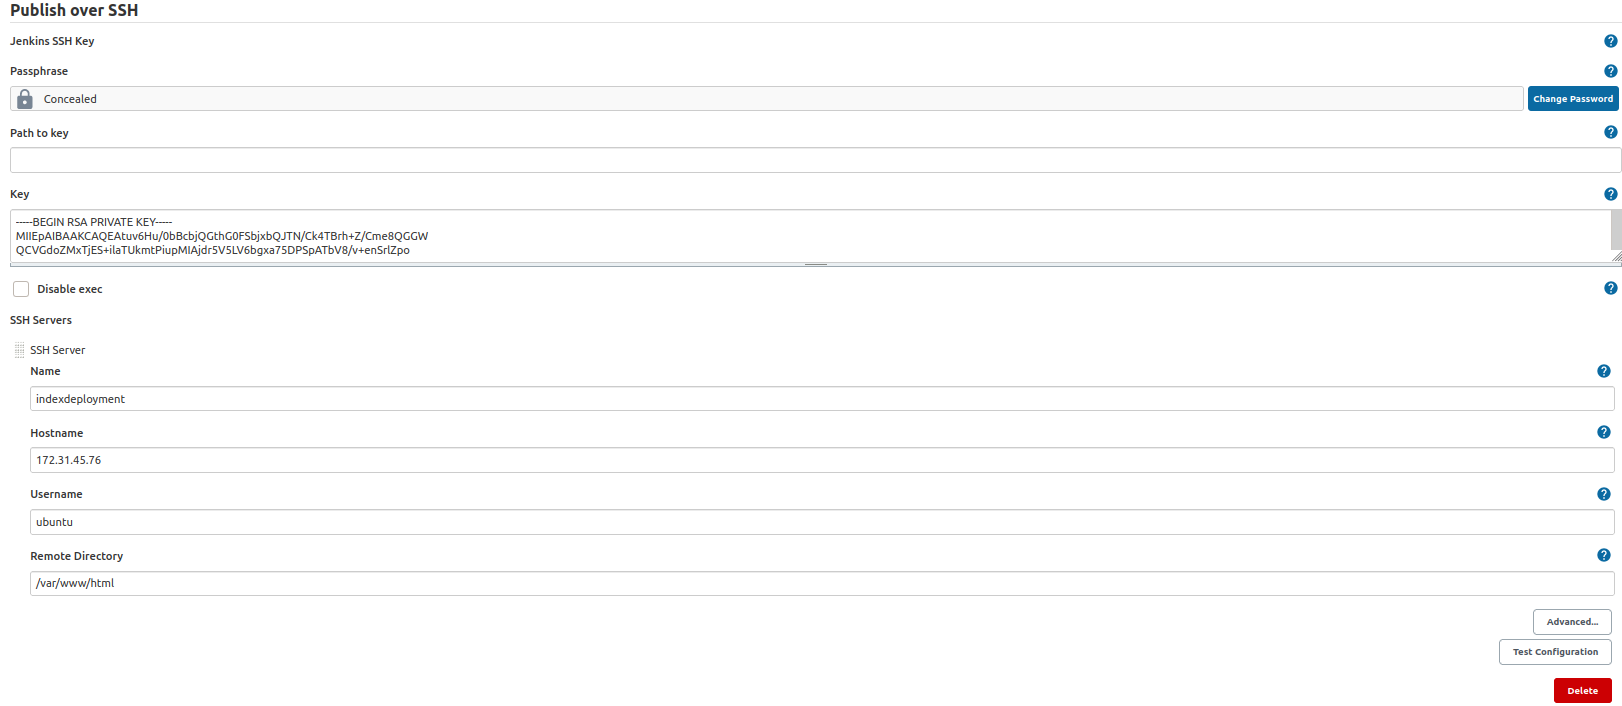 Publish over SSH
Jenkins SSH Key
Passphrase
Concealed
Change Password
Path to key
Key
-----BEGIN RSA PRIVATE KEY-----
MIIEpAIBAAKCAQEAtuv6Hu/0bBcbjQGthG0FSbjxbQJTN/Ck4TBrh+Z/Cme8QGGW
QCVGdoZMxTjES+ilaTUkmtPiupMIAjdr5V5LV6bgxa75DPSpATbV8/v+enSrlZpo
Disable exec
SSH Servers
SSH Server
Name
indexdeployment
Hostname
172.31.45.76
Username
ubuntu
Remote Directory
/var/www/html
Advanced...
Test Configuration
Delete